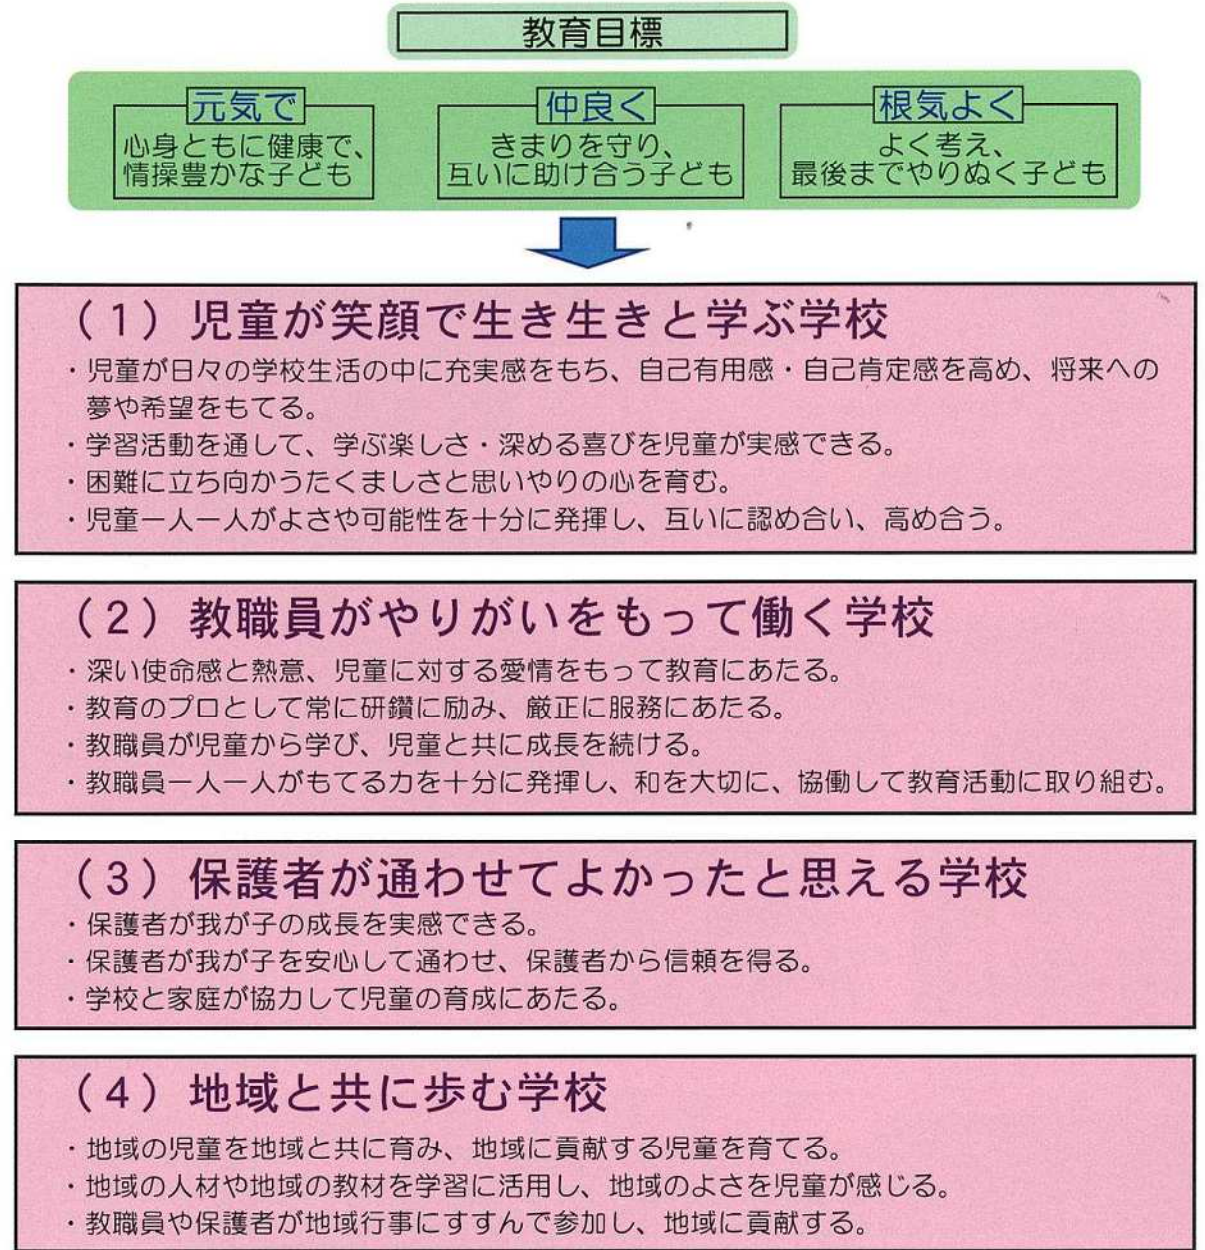 教育目標
元気で
心身ともに健康で、
情操豊かな子ども
仲良く
きまりを守り、
互いに助け合う子ども
根気よく
よく考え、
最後までやりぬく子ども
（１）児童が笑顔で生き生きと学ぶ学校
・児童が日々の学校生活の中に充実感をもち、自己有用感・自己肯定感を高め、将来への
夢や希望をもてる。
・学習活動を通して、学ぶ楽しさ・深める喜びを児童が実感できる。
・困難に立ち向かうたくましさと思いやりの心を育む。
・児童一人一人がよさや可能性を十分に発揮し、互いに認め合い、高め合う。
（２）教職員がやりがいをもって働く学校
・深い使命感と熱意、児童に対する愛情をもって教育にあたる。
・教育のプロとして常に研鑽に励み、厳正に服務にあたる。
・教職員が児童から学び、児童と共に成長を続ける。
・教職員一人一人がもてる力を十分に発揮し、和を大切に、協働して教育活動に取り組む。
（３）保護者が通わせてよかったと思える学校
・保護者が我が子の成長を実感できる。
・保護者が我が子を安心して通わせ、保護者から信頼を得る。
・学校と家庭が協力して児童の育成にあたる。
（４）地域と共に歩む学校
・地域の児童を地域と共に育み、地域に貢献する児童を育てる。
・地域の人材や地域の教材を学習に活用し、地域のよさを児童が感じる。
・教職員や保護者が地域行事にすすんで参加し、地域に貢献する。